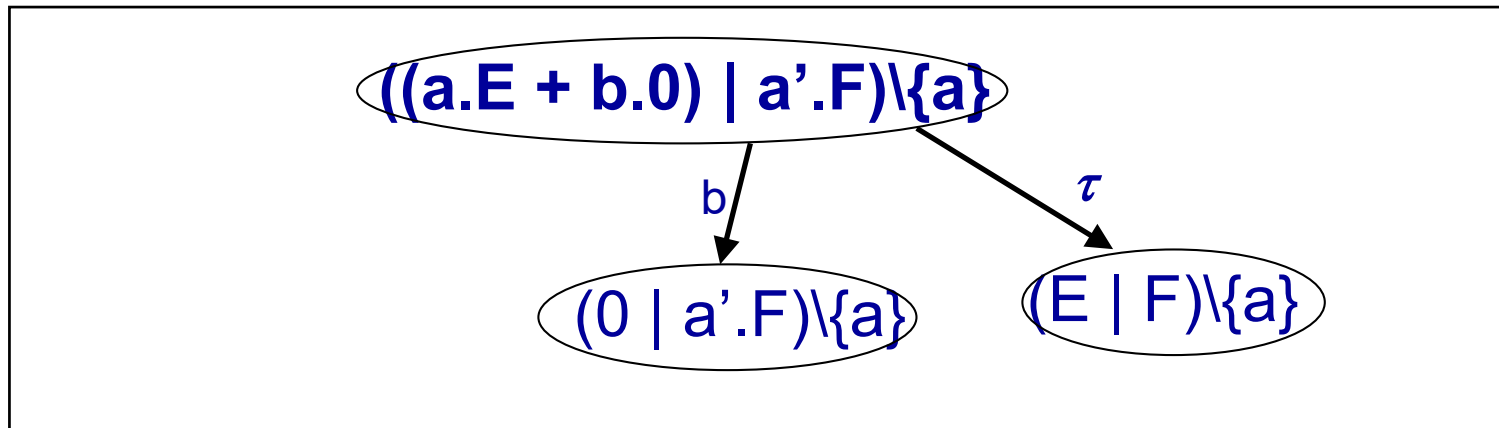 ((a.E + b.0) | a’.F)\{a}
b
τ
(0 | a’.F)\{a}
(E | F)\{a}